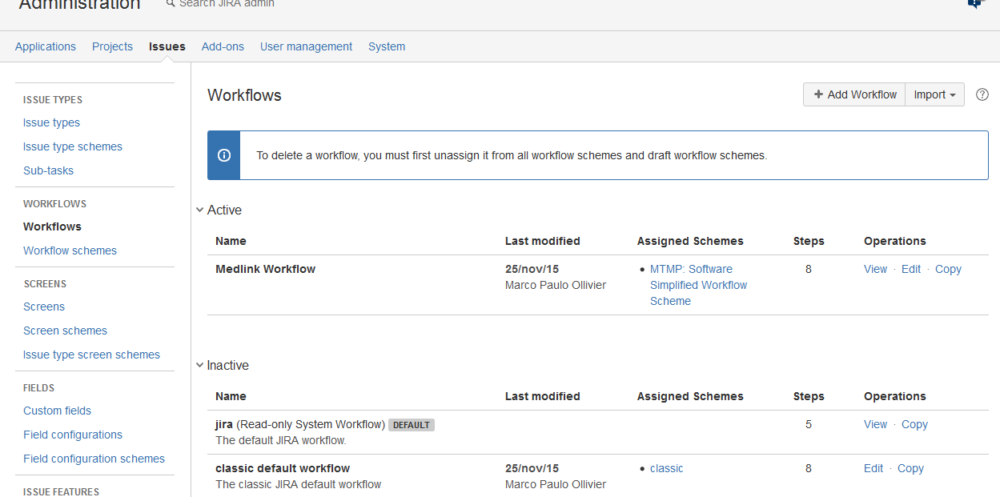 Administration
Search JIRA admin
Applications Projects Issues Add-ons User management System
ISSUE TYPES
Issue types
Issue type schemes
Sub-tasks
WORKFLOWS
Workflows
Workflow schemes
SCREENS
Screens
Screen schemes
Issue type screen schemes
FIELDS
Custom fields
Field configurations
Field configuration schemes
ISSUE FEATURES
Workflows
+ Add Workflow Import
To delete a workflow, you must first unassign it from all workflow schemes and draft workflow schemes.
Active
Name Last modified Assigned Schemes Steps Operations
Medlink Workflow 25/nov/15 • MTMP: Software 8 View · Edit · Copy
Marco Paulo Ollivier Simplified Workflow
Scheme
Inactive
Name Last modified Assigned Schemes Steps Operations
jira (Read-only System Workflow) DEFAULT 5 View · Copy
The default JIRA workflow.
classic default workflow 25/nov/15 • classic 8 Edit · Copy
The classic JIRA default workflow Marco Paulo Ollivier